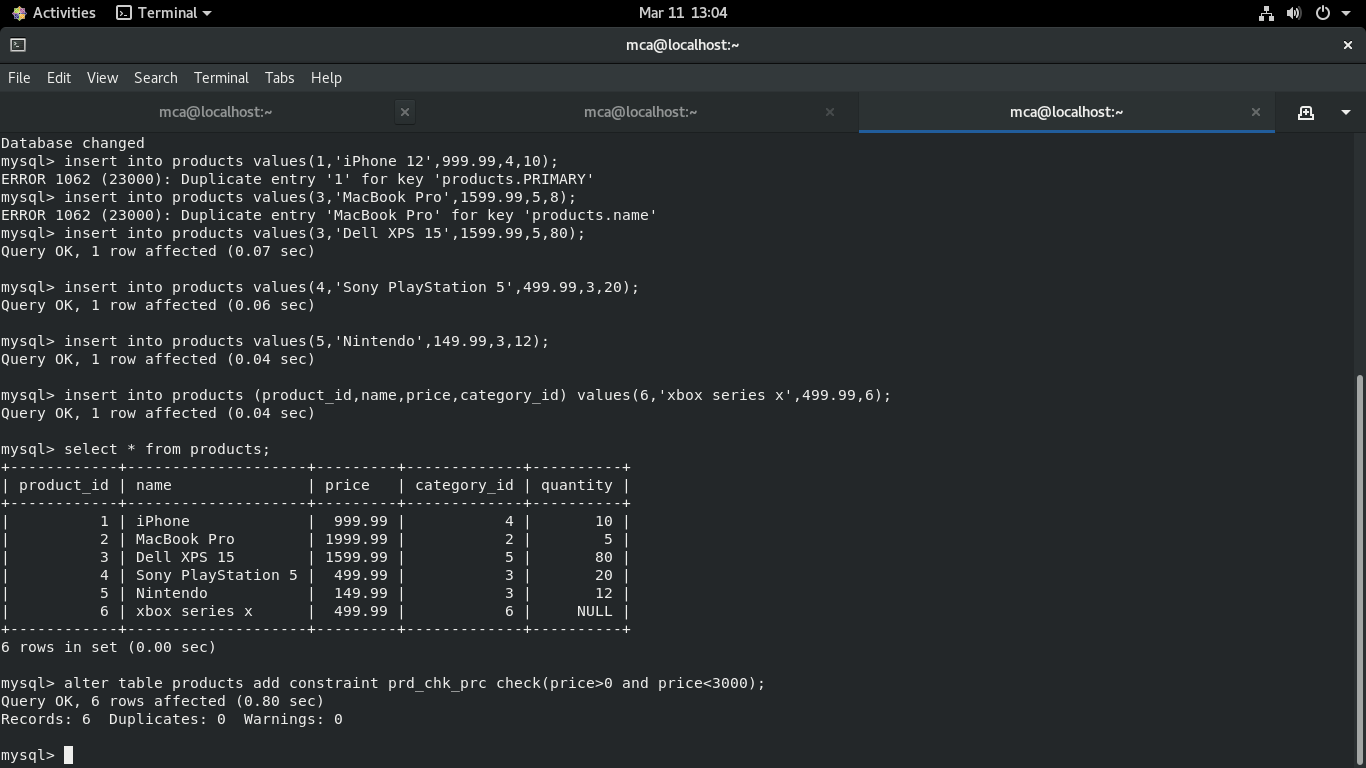 Activities Terminal Mar 11 13:04
mca@localhost:~
File Edit View Search Terminal Tabs Help
mca@localhost:~ mca@localhost:~ mca@localhost:~
Database changed
mysql> insert into products values(1,'iPhone 12',999.99,4,10);
ERROR 1062 (23000): Duplicate entry '1' for key 'products.PRIMARY'
mysql> insert into products values(3,'MacBook Pro',1599.99,5,8);
ERROR 1062 (23000): Duplicate entry 'MacBook Pro' for key 'products.name'
mysql> insert into products values(3,'Dell XPS 15',1599.99,5,80);
Query OK, 1 row affected (0.07 sec)
mysql> insert into products values(4,'Sony PlayStation 5',499.99,3,20);
Query OK, 1 row affected (0.06 sec)
mysql> insert into products values(5,'Nintendo',149.99,3,12);
Query OK, 1 row affected (0.04 sec)
mysql> insert into products (product_id,name,price,category_id) values(6,'xbox series x',499.99,6);
Query OK, 1 row affected (0.04 sec)
mysql> select * from products;
+------------+--------------------+---------+-------------+----------+
| product_id | name               | price   | category_id | quantity |
+------------+--------------------+---------+-------------+----------+
|          1 | iPhone             |  999.99 |           4 |       10 |
|          2 | MacBook Pro        | 1999.99 |           2 |        5 |
|          3 | Dell XPS 15        | 1599.99 |           5 |       80 |
|          4 | Sony PlayStation 5 |  499.99 |           3 |       20 |
|          5 | Nintendo           |  149.99 |           3 |       12 |
|          6 | xbox series x      |  499.99 |           6 |     NULL |
+------------+--------------------+---------+-------------+----------+
6 rows in set (0.00 sec)
mysql> alter table products add constraint prd_chk_prc check(price>0 and price<3000);
Query OK, 6 rows affected (0.80 sec)
Records: 6  Duplicates: 0  Warnings: 0
mysql>